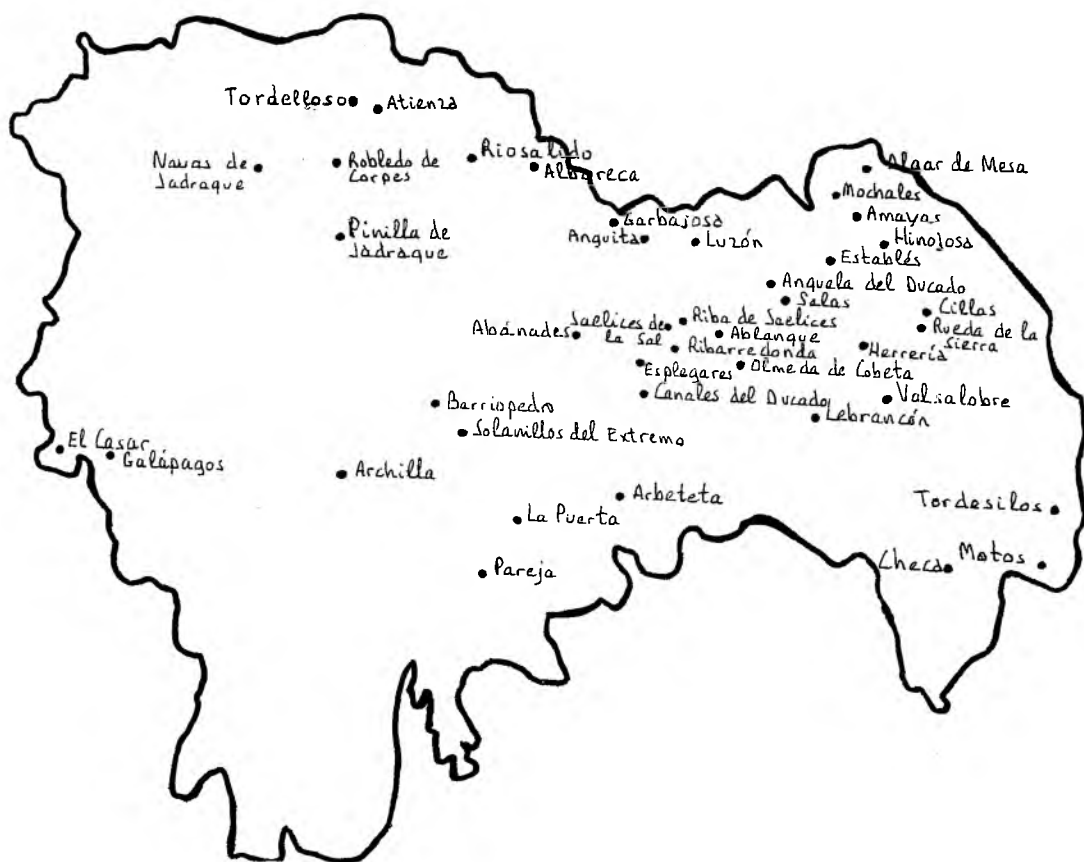 Tordelloso
Atienza
Navas de
Jadraque
Robledo de
Corpes
Riosalido
Alboreca
Algar de Mesa
Mochales
Amayas
Hinojosa
Establés
Garbajosa
Anguita
Luzón
Pinilla de
Jadraque
Anquela del Ducado
Salas
Cillas
Rueda de la
Sierra
Herrería
Abánades
Saelices de
la Sal
Riba de Saelices
Ablanque
Ribarredonda
Esplegares
Olmeda de Cobeta
Canales del Ducado
Valsalobre
Lebrancón
Barriopedro
Solanillos del Extremo
El Casar
Galápagos
Archilla
Arbeteta
La Puerta
Pareja
Tordesilos
Checa
Motos